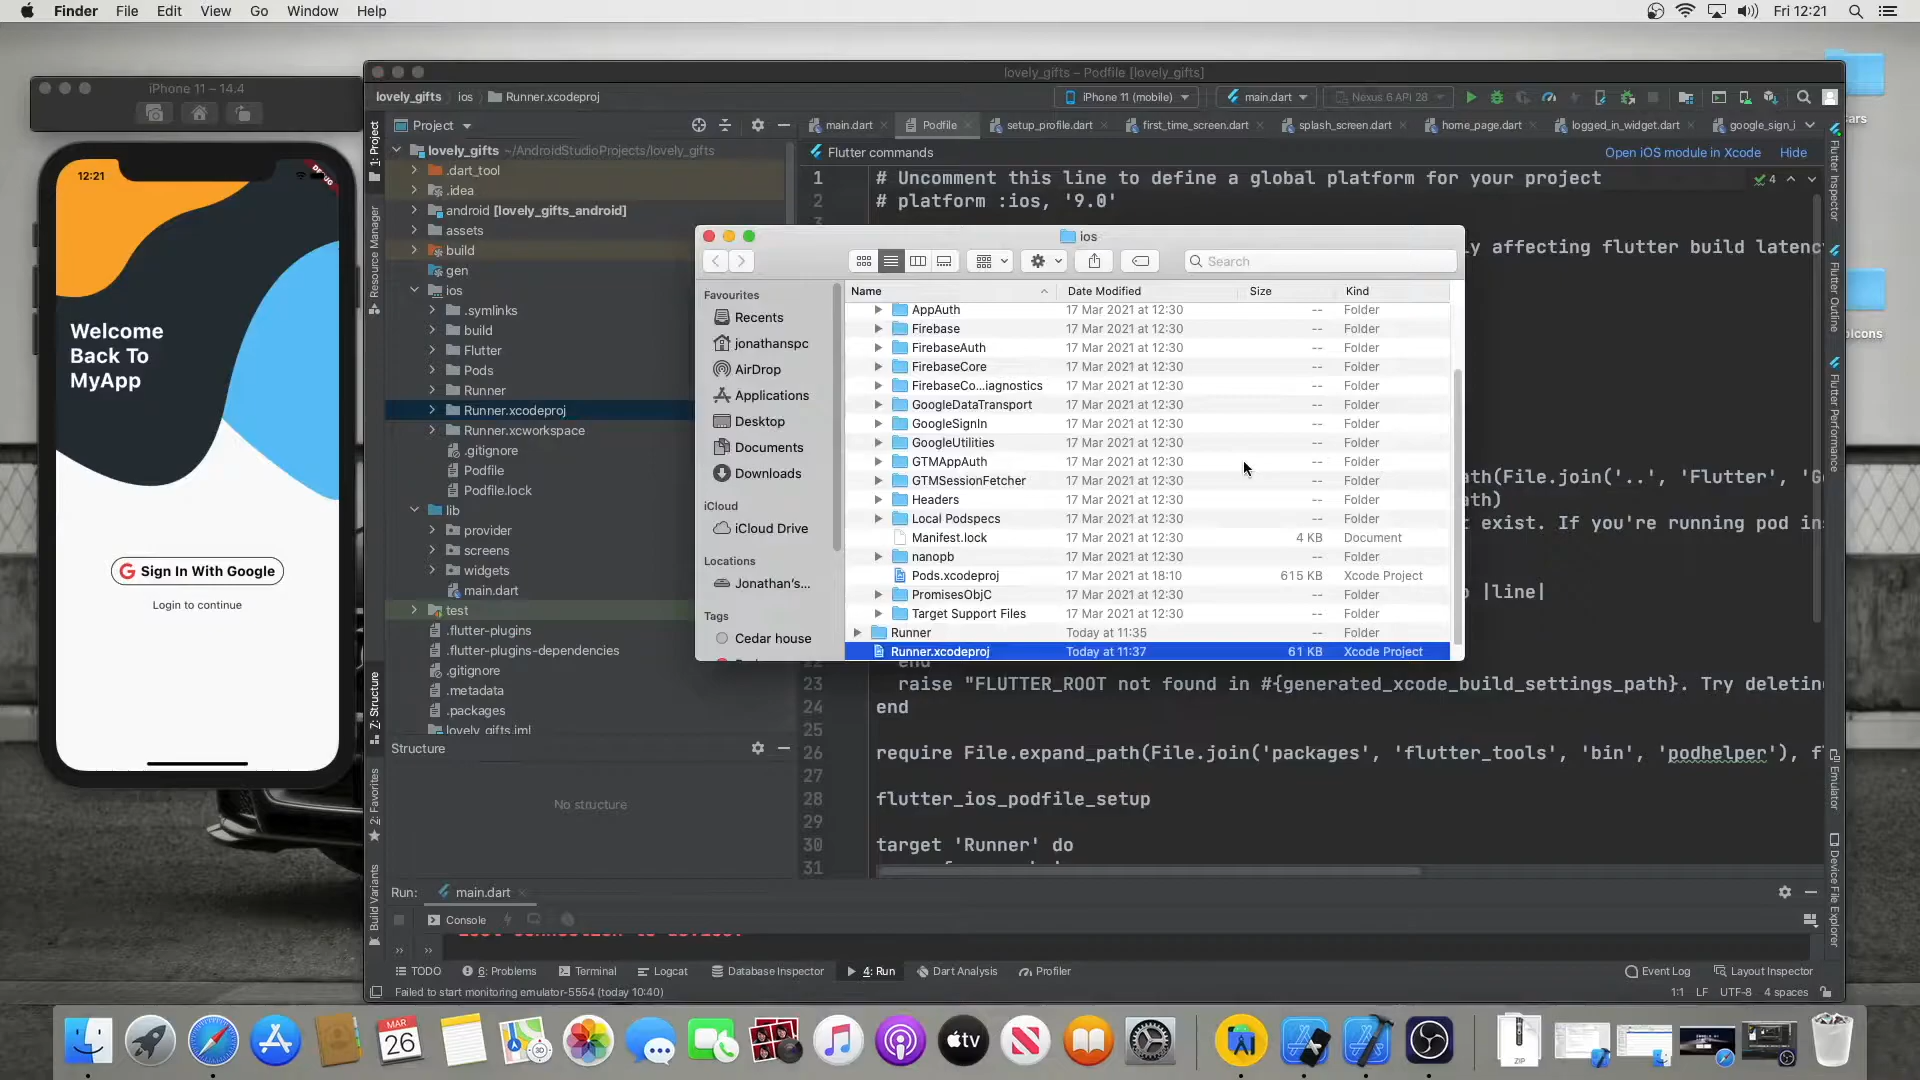 Finder File Edit View Go Window Help
Fri 12:21
iPhone 11 – 14.4
12:21
Welcome
Back To
MyApp
Sign In With Google
Login to continue
lovely_gifts – Podfile [lovely_gifts]
lovely_gifts ios Runner.xcodeproj
iPhone 11 (mobile) main.dart Nexus 6 API 28
Project
main.dart Podfile setup_profile.dart first_time_screen.dart splash_screen.dart home_page.dart logged_in_widget.dart google_sign_i
Flutter commands
Open iOS module in Xcode Hide
1: Project
Resource Manager
Z: Structure
2: Favorites
Build Variants
lovely_gifts ~/AndroidStudioProjects/lovely_gifts
.dart_tool
.idea
android [lovely_gifts_android]
assets
build
gen
ios
.symlinks
build
Flutter
Pods
Runner
Runner.xcodeproj
Runner.xcworkspace
.gitignore
Podfile
Podfile.lock
lib
provider
screens
widgets
main.dart
test
.flutter-plugins
.flutter-plugins-dependencies
.gitignore
.metadata
.packages
lovely_gifts.iml
Structure
No structure
1 # Uncomment this line to define a global platform for your project
4
2 # platform :ios, '9.0'
3
ly affecting flutter build latency
path(File.join('..', 'Flutter', 'Ge
path)
exist. If you're running pod in
|line|
22 end
23 raise "FLUTTER_ROOT not found in #{generated_xcode_build_settings_path}. Try deleting
24 end
25
26 require File.expand_path(File.join('packages', 'flutter_tools', 'bin', 'podhelper'), fl
27
28 flutter_ios_podfile_setup
29
30 target 'Runner' do
31
ios
Search
Favourites
Recents
jonathanspc
AirDrop
Applications
Desktop
Documents
Downloads
iCloud
iCloud Drive
Locations
Jonathan's...
Tags
Cedar house
Name Date Modified Size Kind
AppAuth 17 Mar 2021 at 12:30 -- Folder
Firebase 17 Mar 2021 at 12:30 -- Folder
FirebaseAuth 17 Mar 2021 at 12:30 -- Folder
FirebaseCore 17 Mar 2021 at 12:30 -- Folder
FirebaseCo...iagnostics 17 Mar 2021 at 12:30 -- Folder
GoogleDataTransport 17 Mar 2021 at 12:30 -- Folder
GoogleSignIn 17 Mar 2021 at 12:30 -- Folder
GoogleUtilities 17 Mar 2021 at 12:30 -- Folder
GTMAppAuth 17 Mar 2021 at 12:30 -- Folder
GTMSessionFetcher 17 Mar 2021 at 12:30 -- Folder
Headers 17 Mar 2021 at 12:30 -- Folder
Local Podspecs 17 Mar 2021 at 12:30 -- Folder
Manifest.lock 17 Mar 2021 at 12:30 4 KB Document
nanopb 17 Mar 2021 at 12:30 -- Folder
Pods.xcodeproj 17 Mar 2021 at 18:10 615 KB Xcode Project
PromisesObjC 17 Mar 2021 at 12:30 -- Folder
Target Support Files 17 Mar 2021 at 12:30 -- Folder
Runner Today at 11:35 -- Folder
Runner.xcodeproj Today at 11:37 61 KB Xcode Project
Flutter Inspector
Flutter Outline
Flutter Performance
Emulator
Device File Explorer
Run: main.dart
Console
Lost connection to device.
TODO 6: Problems Terminal Logcat Database Inspector 4: Run Dart Analysis Profiler
Event Log Layout Inspector
Failed to start monitoring emulator-5554 (today 10:40)
1:1 LF UTF-8 4 spaces
MAR
26
3D
tv
ZIP